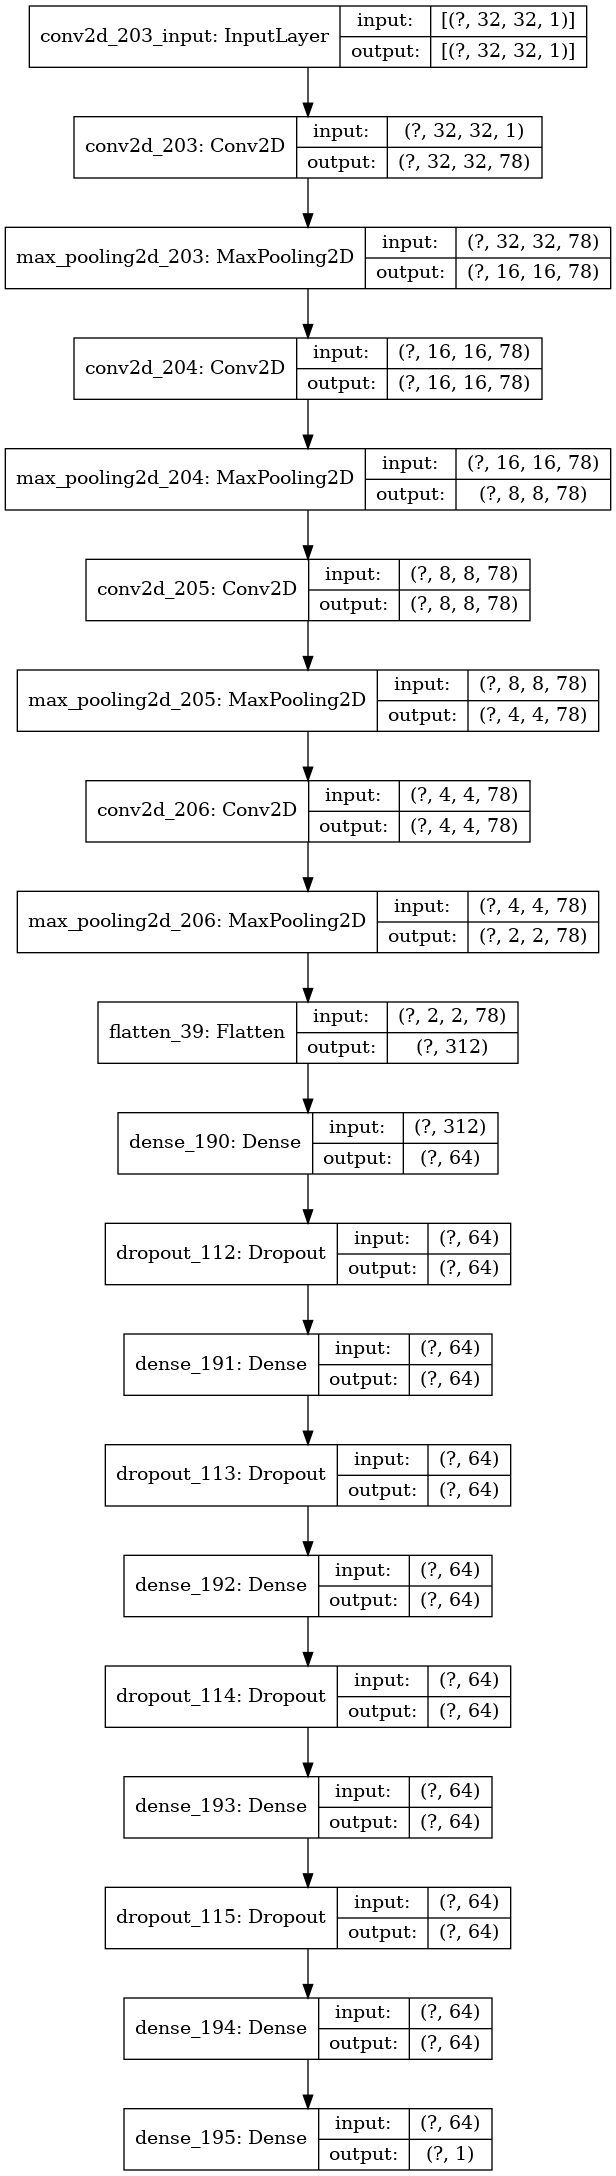 conv2d_203_input: InputLayer
input: [(?, 32, 32, 1)]
output: [(?, 32, 32, 1)]
conv2d_203: Conv2D
input: (?, 32, 32, 1)
output: (?, 32, 32, 78)
max_pooling2d_203: MaxPooling2D
input: (?, 32, 32, 78)
output: (?, 16, 16, 78)
conv2d_204: Conv2D
input: (?, 16, 16, 78)
output: (?, 16, 16, 78)
max_pooling2d_204: MaxPooling2D
input: (?, 16, 16, 78)
output: (?, 8, 8, 78)
conv2d_205: Conv2D
input: (?, 8, 8, 78)
output: (?, 8, 8, 78)
max_pooling2d_205: MaxPooling2D
input: (?, 8, 8, 78)
output: (?, 4, 4, 78)
conv2d_206: Conv2D
input: (?, 4, 4, 78)
output: (?, 4, 4, 78)
max_pooling2d_206: MaxPooling2D
input: (?, 4, 4, 78)
output: (?, 2, 2, 78)
flatten_39: Flatten
input: (?, 2, 2, 78)
output: (?, 312)
dense_190: Dense
input: (?, 312)
output: (?, 64)
dropout_112: Dropout
input: (?, 64)
output: (?, 64)
dense_191: Dense
input: (?, 64)
output: (?, 64)
dropout_113: Dropout
input: (?, 64)
output: (?, 64)
dense_192: Dense
input: (?, 64)
output: (?, 64)
dropout_114: Dropout
input: (?, 64)
output: (?, 64)
dense_193: Dense
input: (?, 64)
output: (?, 64)
dropout_115: Dropout
input: (?, 64)
output: (?, 64)
dense_194: Dense
input: (?, 64)
output: (?, 64)
dense_195: Dense
input: (?, 64)
output: (?, 1)